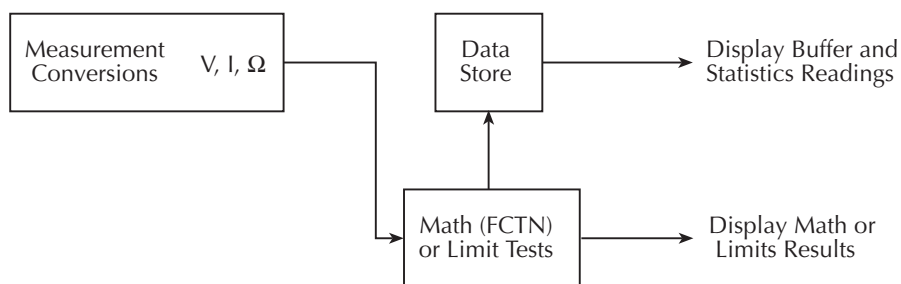 Measurement
Conversions
V, I, Ω
Data
Store
Display Buffer and
Statistics Readings
Math (FCTN)
or Limit Tests
Display Math or
Limits Results